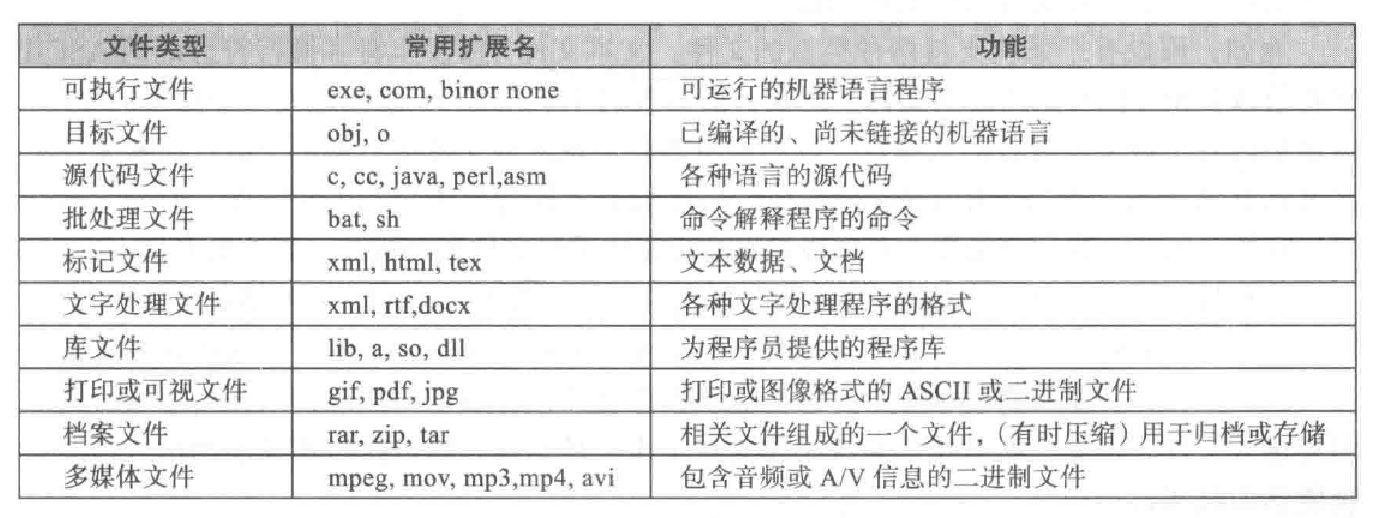 文件类型 常用扩展名 功能
可执行文件 exe, com, binor none 可运行的机器语言程序
目标文件 obj, o 已编译的、尚未链接的机器语言
源代码文件 c, cc, java, perl,asm 各种语言的源代码
批处理文件 bat, sh 命令解释程序的命令
标记文件 xml, html, tex 文本数据、文档
文字处理文件 xml, rtf,docx 各种文字处理程序的格式
库文件 lib, a, so, dll 为程序员提供的程序库
打印或可视文件 gif, pdf, jpg 打印或图像格式的 ASCII 或二进制文件
档案文件 rar, zip, tar 相关文件组成的一个文件，（有时压缩）用于归档或存储
多媒体文件 mpeg, mov, mp3,mp4, avi 包含音频或 A/V 信息的二进制文件